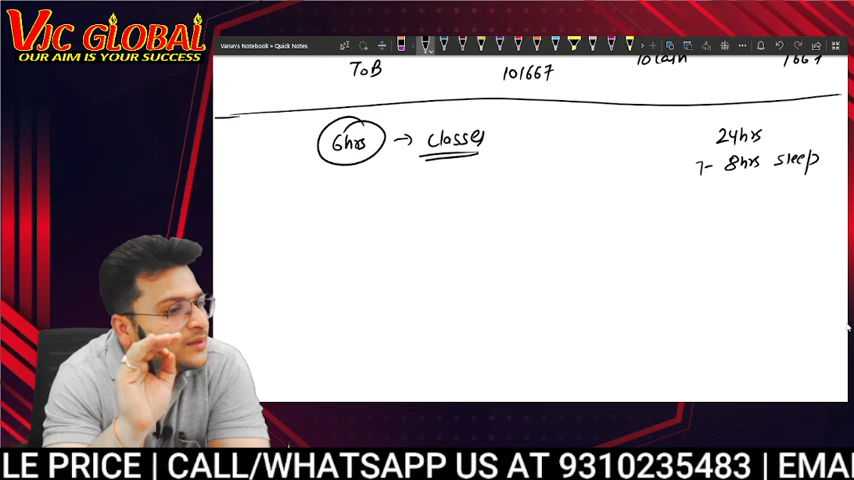 VJC GLOBAL
OUR AIM IS YOUR SUCCESS
Varun's Notebook » Quick Notes
ToB 101667
6hrs → classes
24hrs
7- 8hrs sleep
LE PRICE | CALL/WHATSAPP US AT 9310235483 | EMA